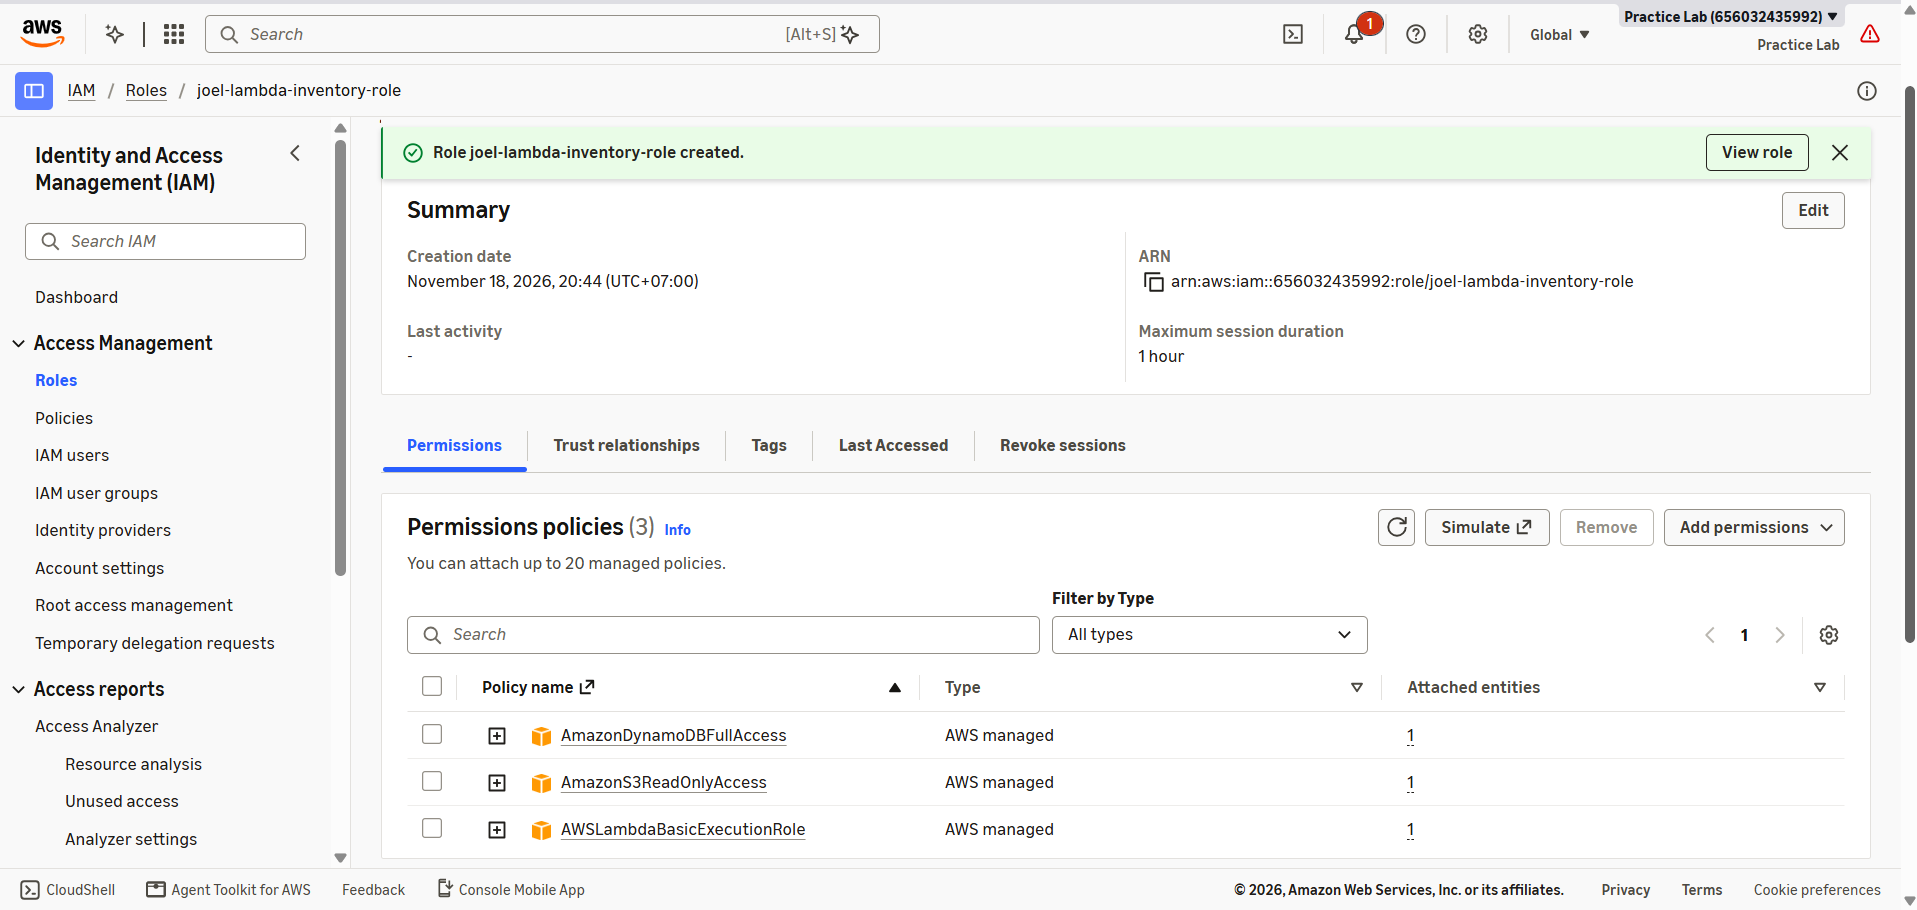 aws
Search
[Alt+S]
1
Global
Practice Lab (656032435992)
Practice Lab
IAM / Roles / joel-lambda-inventory-role
Identity and Access Management (IAM)
Search IAM
Dashboard
Access Management
Roles
Policies
IAM users
IAM user groups
Identity providers
Account settings
Root access management
Temporary delegation requests
Access reports
Access Analyzer
Resource analysis
Unused access
Analyzer settings
Role joel-lambda-inventory-role created.
View role
Summary
Edit
Creation date
November 18, 2026, 20:44 (UTC+07:00)
ARN
arn:aws:iam::656032435992:role/joel-lambda-inventory-role
Last activity
-
Maximum session duration
1 hour
Permissions
Trust relationships
Tags
Last Accessed
Revoke sessions
Permissions policies (3) Info
Simulate
Remove
Add permissions
You can attach up to 20 managed policies.
Filter by Type
Search
All types
1
Policy name
Type
Attached entities
AmazonDynamoDBFullAccess
AWS managed
1
AmazonS3ReadOnlyAccess
AWS managed
1
AWSLambdaBasicExecutionRole
AWS managed
1
CloudShell
Agent Toolkit for AWS
Feedback
Console Mobile App
© 2026, Amazon Web Services, Inc. or its affiliates.
Privacy
Terms
Cookie preferences